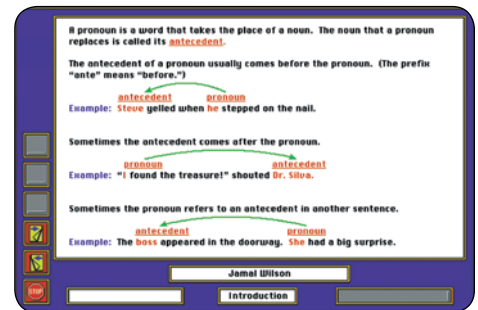 A pronoun is a word that takes the place of a noun. The noun that a pronoun
replaces is called its antecedent.
The antecedent of a pronoun usually comes before the pronoun. (The prefix
"ante" means "before.")
antecedent pronoun
Example: Steve yelled when he stepped on the nail.
Sometimes the antecedent comes after the pronoun.
pronoun antecedent
Example: "I found the treasure!" shouted Dr. Silva.
Sometimes the pronoun refers to an antecedent in another sentence.
antecedent pronoun
Example: The boss appeared in the doorway. She had a big surprise.
STOP
Jamal Wilson
Introduction